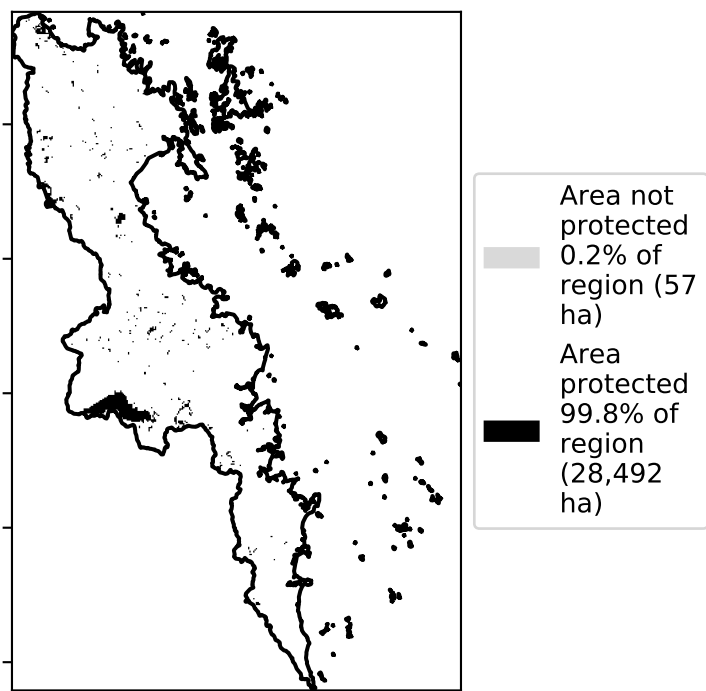 Area not
protected
0.2% of
region (57
ha)
Area
protected
99.8% of
region
(28,492
ha)